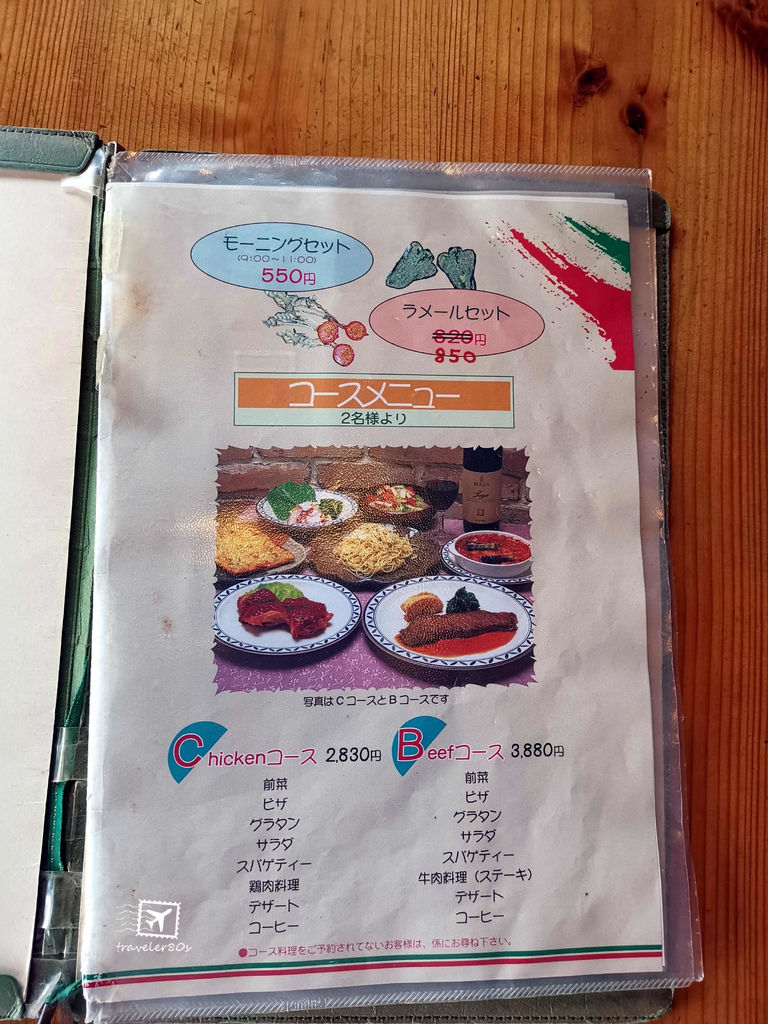 モーニングセット
(9:00〜11:00)
550円
ラメールセット
820円
850
コースメニュー
2名様より
写真はCコースとBコースです
Chickenコース 2,830円
前菜
ピザ
グラタン
サラダ
スパゲティー
鶏肉料理
デザート
コーヒー
Beefコース 3,880円
前菜
ピザ
グラタン
サラダ
スパゲティー
牛肉料理（ステーキ）
デザート
コーヒー
●コース料理をご予約されてないお客様は、係にお尋ね下さい。
traveler80s